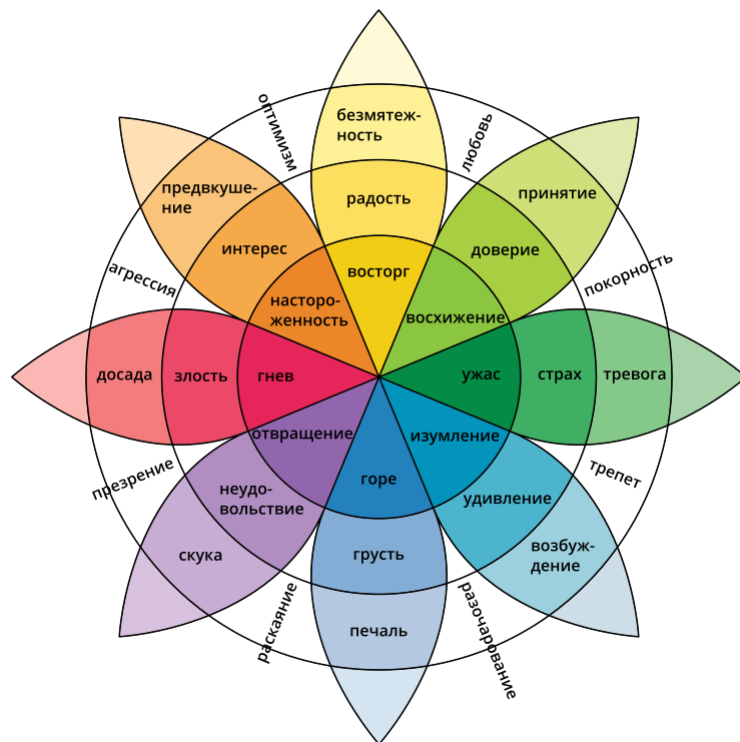 оптимизм
безмятеж-
ность
любовь
предвкуше-
ние
принятие
радость
интерес
доверие
агрессия
покорность
восторг
насторо-
женность
восхижение
досада
злость
гнев
ужас
страх
тревога
отвращение
изумление
презрение
трепет
горе
неудо-
вольствие
удивление
скука
грусть
возбуж-
дение
раскаяние
печаль
разочарование